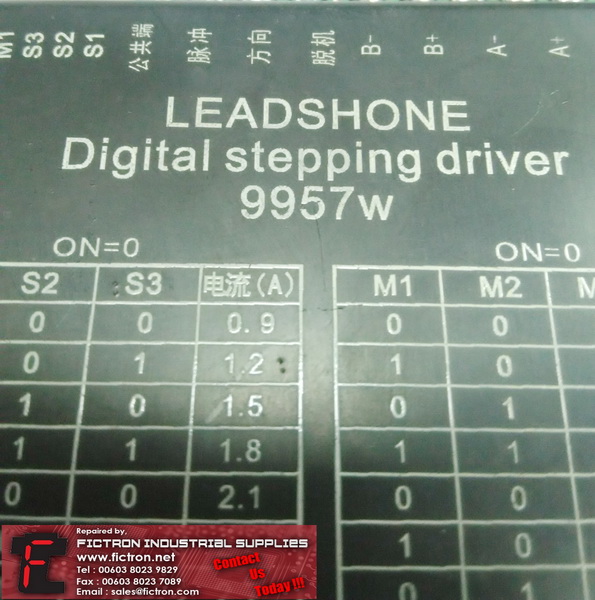 M1 S3 S2 S1 公共端 脉冲 方向 脱机 B- B+ A- A+
LEADSHONE
Digital stepping driver
9957w
ON=0 ON=0
S2 S3 电流(A) M1 M2 M
0 0 0.9 0 0
0 1 1.2 1 0
1 0 1.5 0 1
1 1 1.8 1 1
0 0 2.1 0 0
1 0
0 0
Repaired by,
FICTRON INDUSTRIAL SUPPLIES
www.fictron.net
Tel : 00603 8023 9829
Fax : 00603 8023 7089
Email : sales@fictron.com
Contact
Us
Today !!!